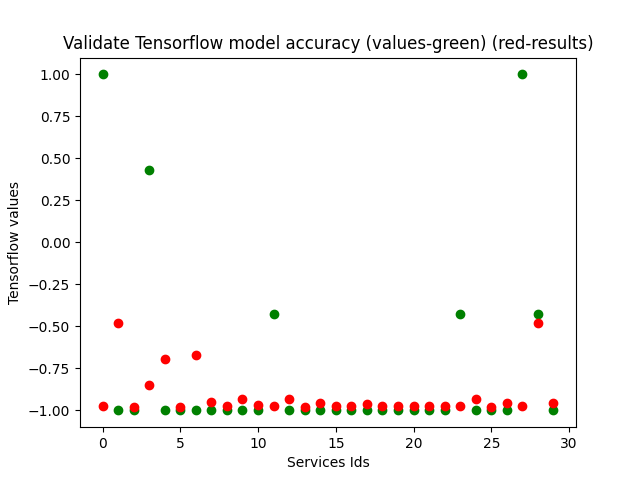 Validate Tensorflow model accuracy (values-green) (red-results)
1.00
0.75
0.50
0.25
0.00
−0.25
−0.50
−0.75
−1.00
Tensorflow values
0 5 10 15 20 25 30
Services Ids